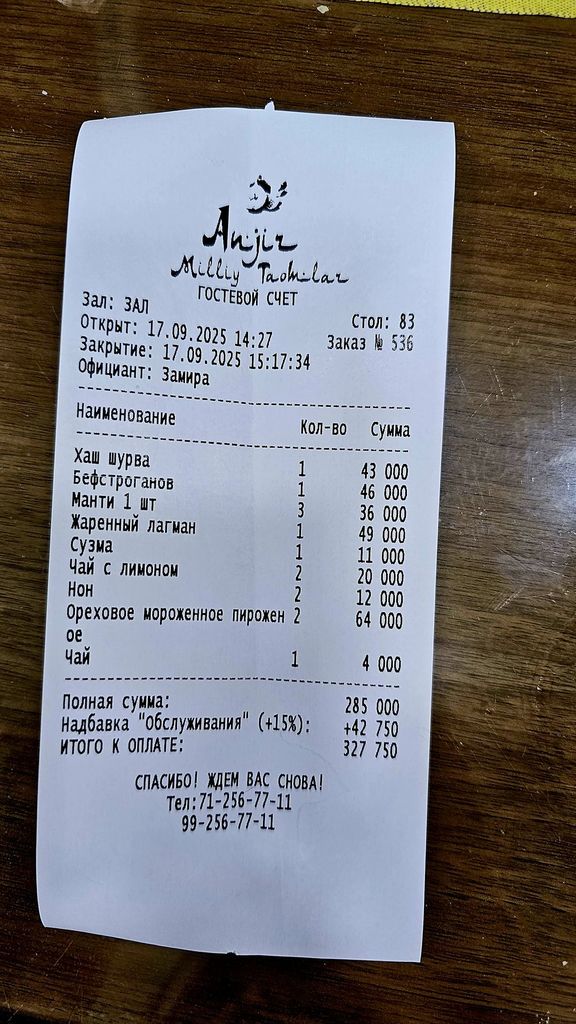 Anjir
Milliy Taomlar
ГОСТЕВОЙ СЧЕТ
Зал: ЗАЛ Стол: 83
Открыт: 17.09.2025 14:27 Заказ № 536
Закрытие: 17.09.2025 15:17:34
Официант: Замира
Наименование Кол-во Сумма
Хаш шурва 1 43 000
Бефстроганов 1 46 000
Манти 1 шт 3 36 000
Жаренный лагман 1 49 000
Сузма 1 11 000
Чай с лимоном 2 20 000
Нон 2 12 000
Ореховое мороженное пирожен 2 64 000
ое
Чай 1 4 000
Полная сумма: 285 000
Надбавка "Обслуживания" (+15%): +42 750
ИТОГО К ОПЛАТЕ: 327 750
СПАСИБО! ЖДЕМ ВАС СНОВА!
Тел:71-256-77-11
99-256-77-11